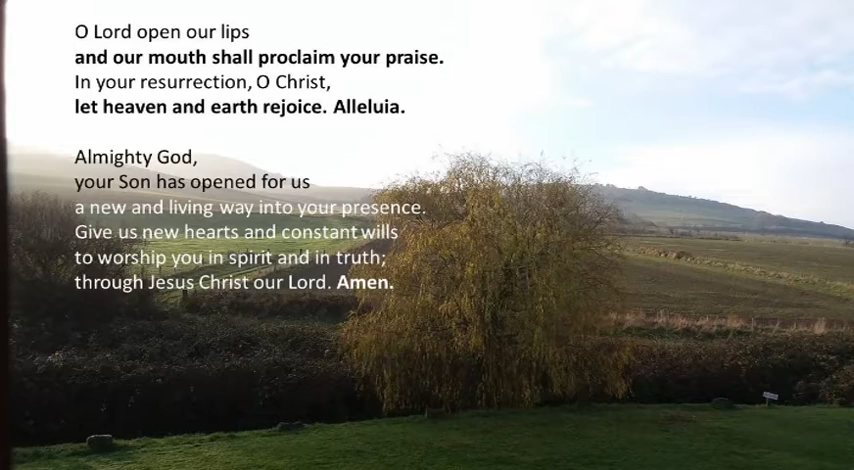 O Lord open our lips
and our mouth shall proclaim your praise.
In your resurrection, O Christ,
let heaven and earth rejoice. Alleluia.
Almighty God,
your Son has opened for us
a new and living way into your presence.
Give us new hearts and constant wills
to worship you in spirit and in truth;
through Jesus Christ our Lord. Amen.